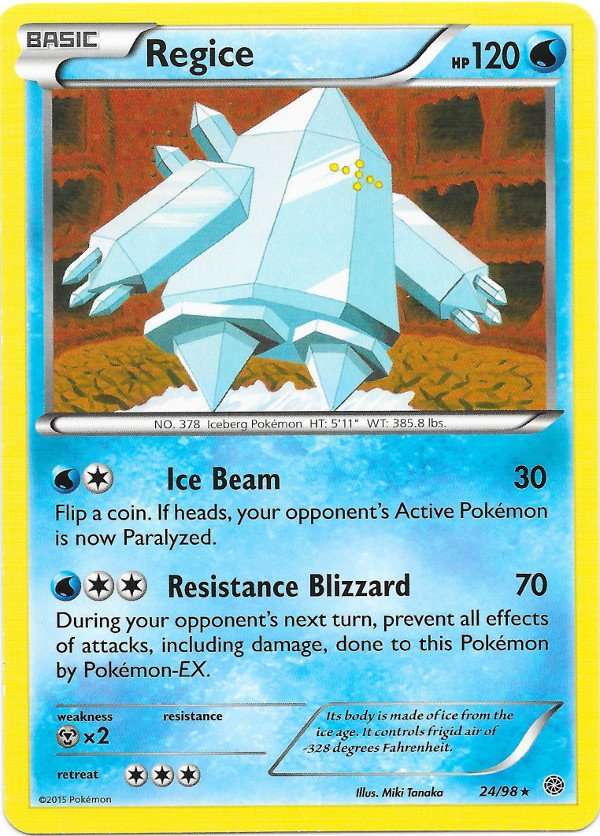 BASIC
Regice
HP120
NO. 378 Iceberg Pokémon HT: 5'11" WT: 385.8 lbs.
Ice Beam 30
Flip a coin. If heads, your opponent's Active Pokémon
is now Paralyzed.
Resistance Blizzard 70
During your opponent's next turn, prevent all effects
of attacks, including damage, done to this Pokémon
by Pokémon-EX.
weakness resistance
×2
Its body is made of ice from the
ice age. It controls frigid air of
-328 degrees Fahrenheit.
retreat
©2015 Pokémon
Illus. Miki Tanaka
24/98★